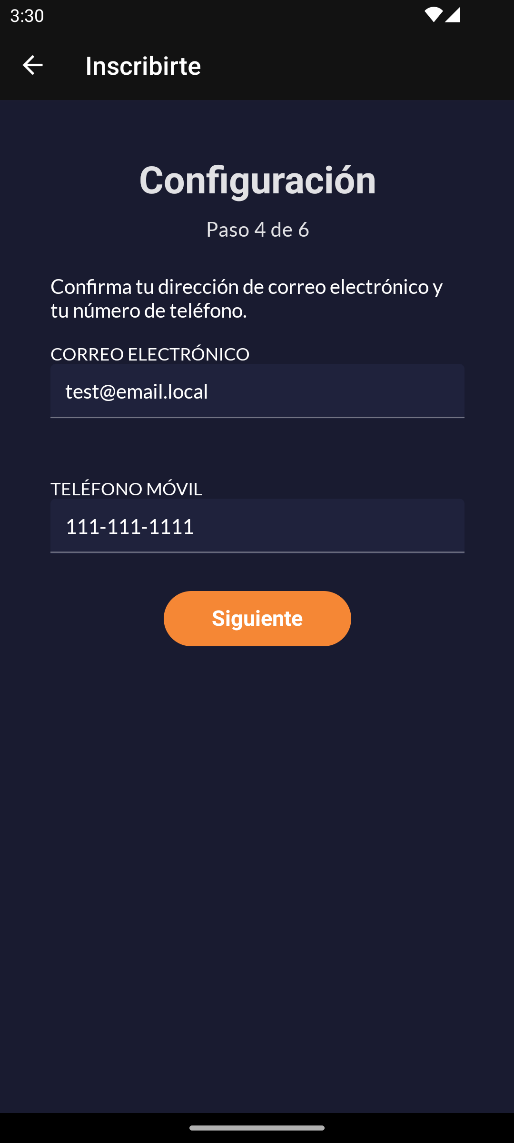 3:30
Inscribirte
Configuración
Paso 4 de 6
Confirma tu dirección de correo electrónico y
tu número de teléfono.
CORREO ELECTRÓNICO
test@email.local
TELÉFONO MÓVIL
111-111-1111
Siguiente